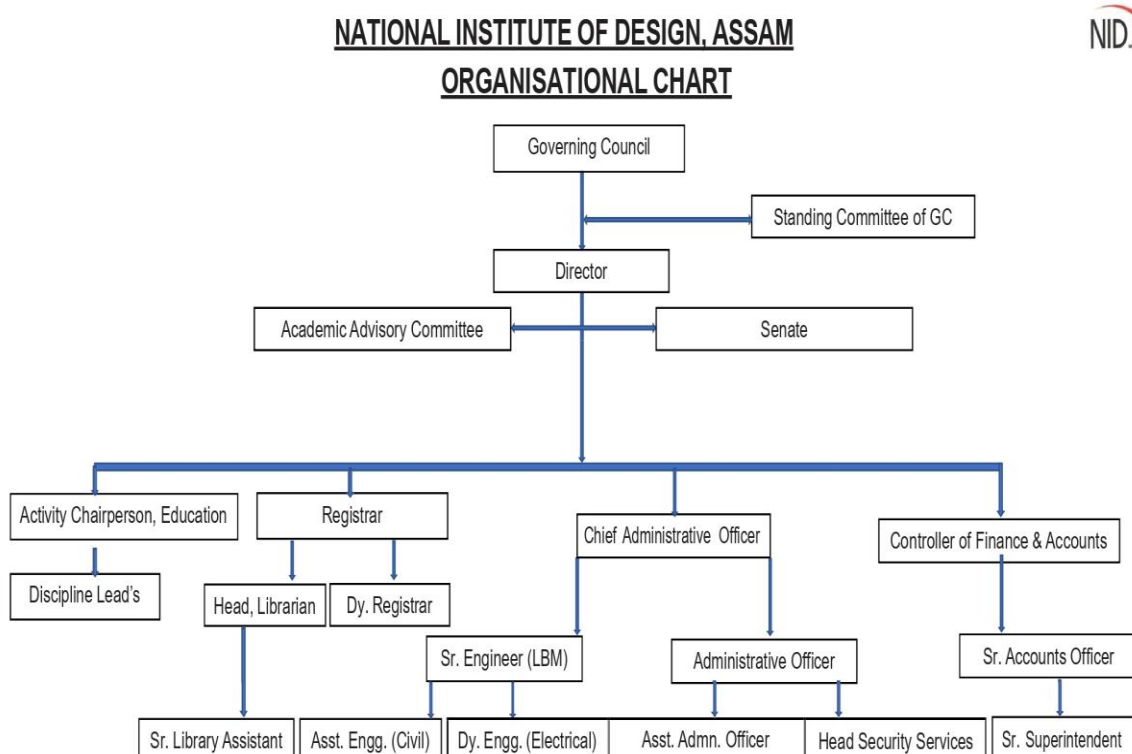 NATIONAL INSTITUTE OF DESIGN, ASSAM
ORGANISATIONAL CHART
NID
Governing Council
Standing Committee of GC
Director
Academic Advisory Committee
Senate
Activity Chairperson, Education
Registrar
Chief Administrative Officer
Controller of Finance & Accounts
Discipline Lead's
Head, Librarian
Dy. Registrar
Sr. Engineer (LBM)
Administrative Officer
Sr. Accounts Officer
Sr. Library Assistant
Asst. Engg. (Civil)
Dy. Engg. (Electrical)
Asst. Admn. Officer
Head Security Services
Sr. Superintendent